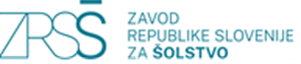 ZRSŠ
ZAVOD
REPUBLIKE SLOVENIJE
ZA ŠOLSTVO